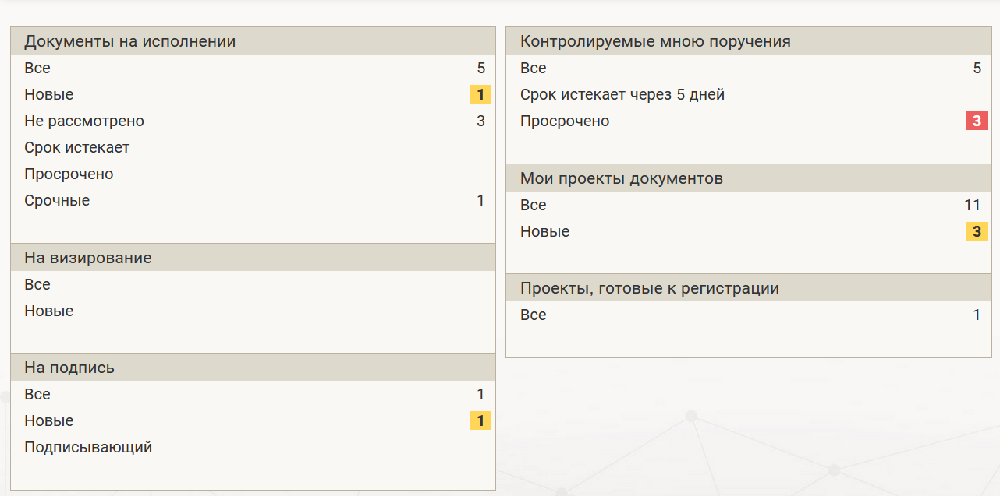 Документы на исполнении
Все 5
Новые 1
Не рассмотрено 3
Срок истекает
Просрочено
Срочные 1
На визирование
Все
Новые
На подпись
Все 1
Новые 1
Подписывающий
Контролируемые мною поручения
Все 5
Срок истекает через 5 дней
Просрочено 3
Мои проекты документов
Все 11
Новые 3
Проекты, готовые к регистрации
Все 1